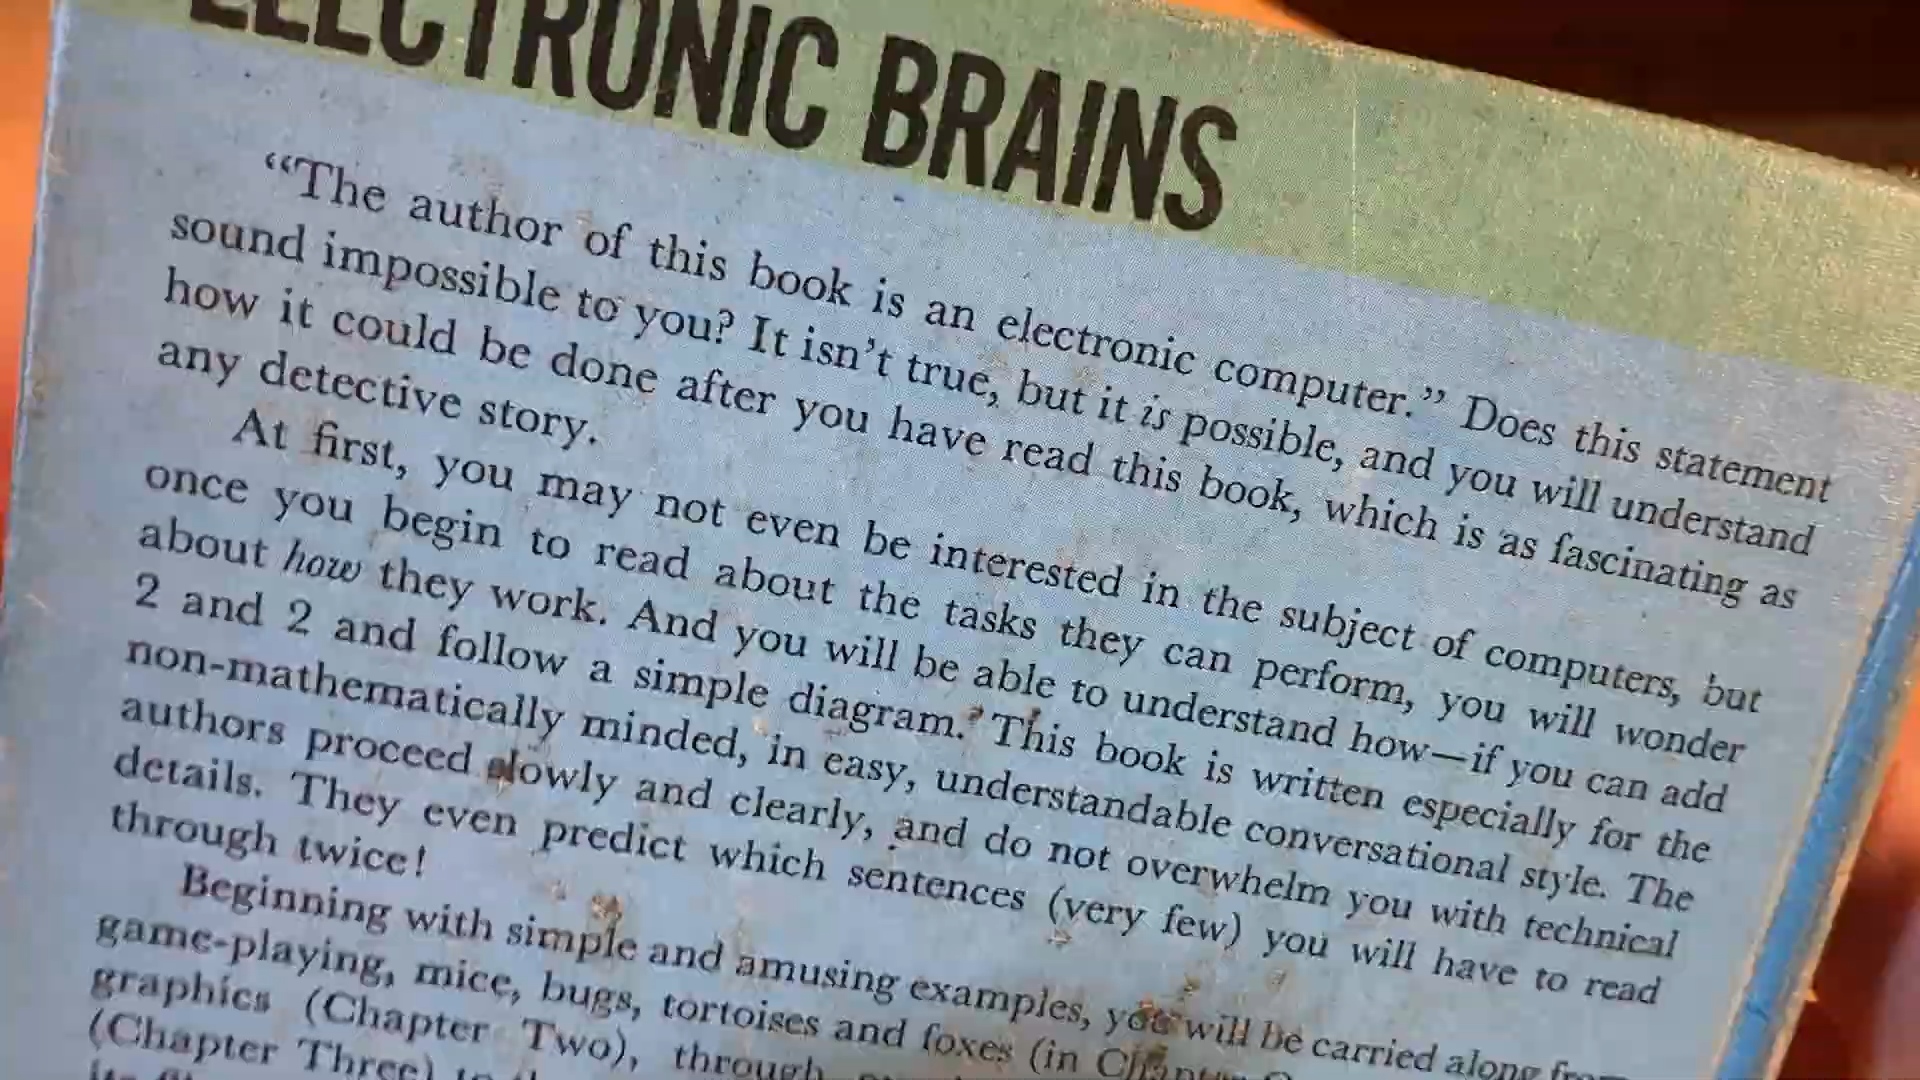 ELECTRONIC BRAINS
“The author of this book is an electronic computer.” Does this statement
sound impossible to you? It isn’t true, but it is possible, and you will understand
how it could be done after you have read this book, which is as fascinating as
any detective story.
At first, you may not even be interested in the subject of computers, but
once you begin to read about the tasks they can perform, you will wonder
about how they work. And you will be able to understand how—if you can add
2 and 2 and follow a simple diagram. This book is written especially for the
non-mathematically minded, in easy, understandable conversational style. The
authors proceed slowly and clearly, and do not overwhelm you with technical
details. They even predict which sentences (very few) you will have to read
through twice!
Beginning with simple and amusing examples, you will be carried along from
game-playing, mice, bugs, tortoises and foxes (in Chapter
graphics (Chapter Two), through
(Chapter Three) to